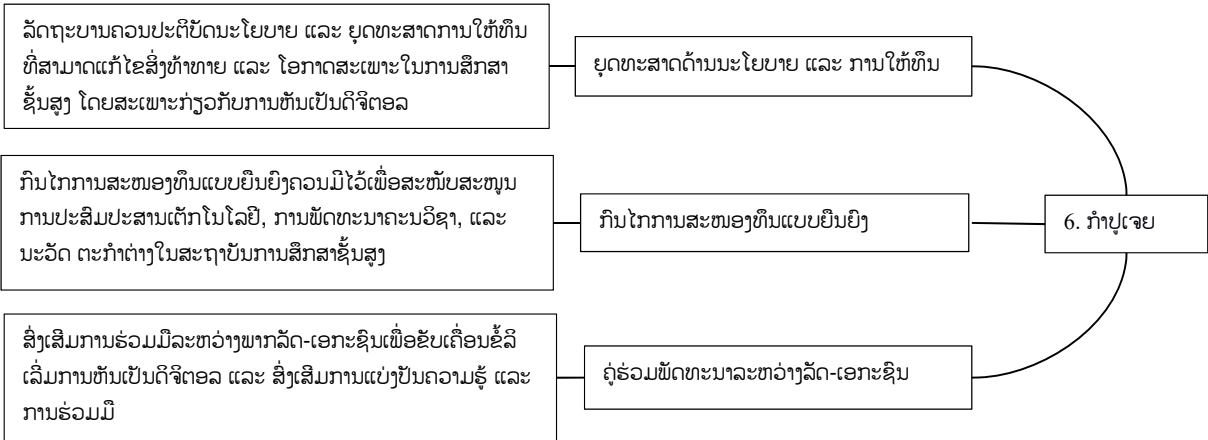 ລັດຖະບານຄວນປະຕິບັດນະໂຍບາຍ ແລະ ຍຸດທະສາດການໃຫ້ທຶນ
ທີ່ສາມາດແກ້ໄຂສິ່ງທ້າທາຍ ແລະ ໂອກາດສະເພາະໃນການສຶກສາ
ຊັ້ນສູງ ໂດຍສະເພາະກ່ຽວກັບການຫັນເປັນດິຈິຕອລ
ຍຸດທະສາດດ້ານນະໂຍບາຍ ແລະ ການໃຫ້ທຶນ
ກົນໄກການສະໜອງທຶນແບບຍືນຍົງຄວນມີໄວ້ເພື່ອສະໜັບສະໜູນ
ການປະສົມປະສານເຕັກໂນໂລຢີ, ການພັດທະນາຄະນວິຊາ, ແລະ
ນະວັດ ຕະກຳຕ່າງໃນສະຖາບັນການສຶກສາຊັ້ນສູງ
ກົນໄກການສະໜອງທຶນແບບຍືນຍົງ
6. ກຳປູເຈຍ
ສົ່ງເສີມການຮ່ວມມືລະຫວ່າງພາກລັດ-ເອກະຊົນເພື່ອຂັບເຄື່ອນຂໍ້ລິ
ເລີ່ມການຫັນເປັນດິຈິຕອລ ແລະ ສົ່ງເສີມການແບ່ງປັນຄວາມຮູ້ ແລະ
ການຮ່ວມມື
ຄູ່ຮ່ວມພັດທະນາລະຫວ່າງລັດ-ເອກະຊົນ